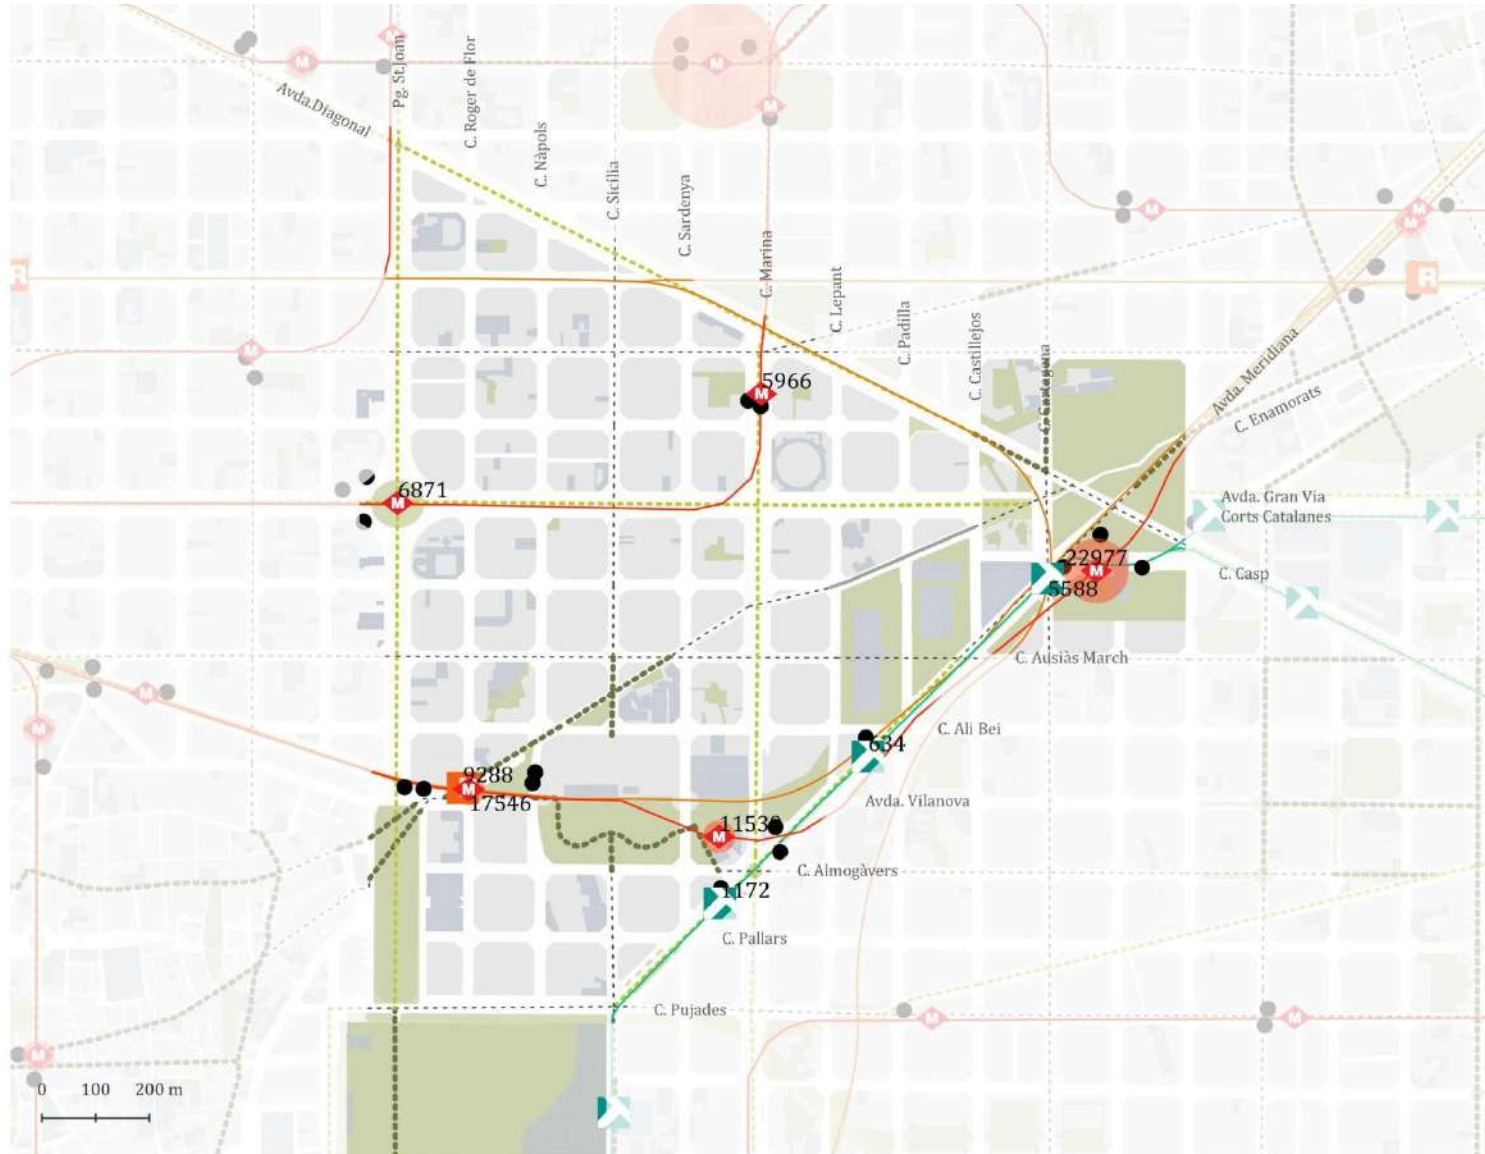 Avda.Diagonal
Pg. St.Joan
C. Roger de Flor
C. Nàpols
C. Sicília
C. Sardenya
C. Marina
C. Lepant
C. Padilla
C. Castillejos
Avda. Meridiana
C. Enamorats
M
M
M
M
M
M
R
R
M
5966
M
6871
M
Avda. Gran Via
Corts Catalanes
22977
M
5588
C. Casp
C. Ausiàs March
M
M
C. Ali Bei
634
9288
M
17546
Avda. Vilanova
M
C. Almogàvers
1172
C. Pallars
C. Pujades
M
M
M
0 100 200 m